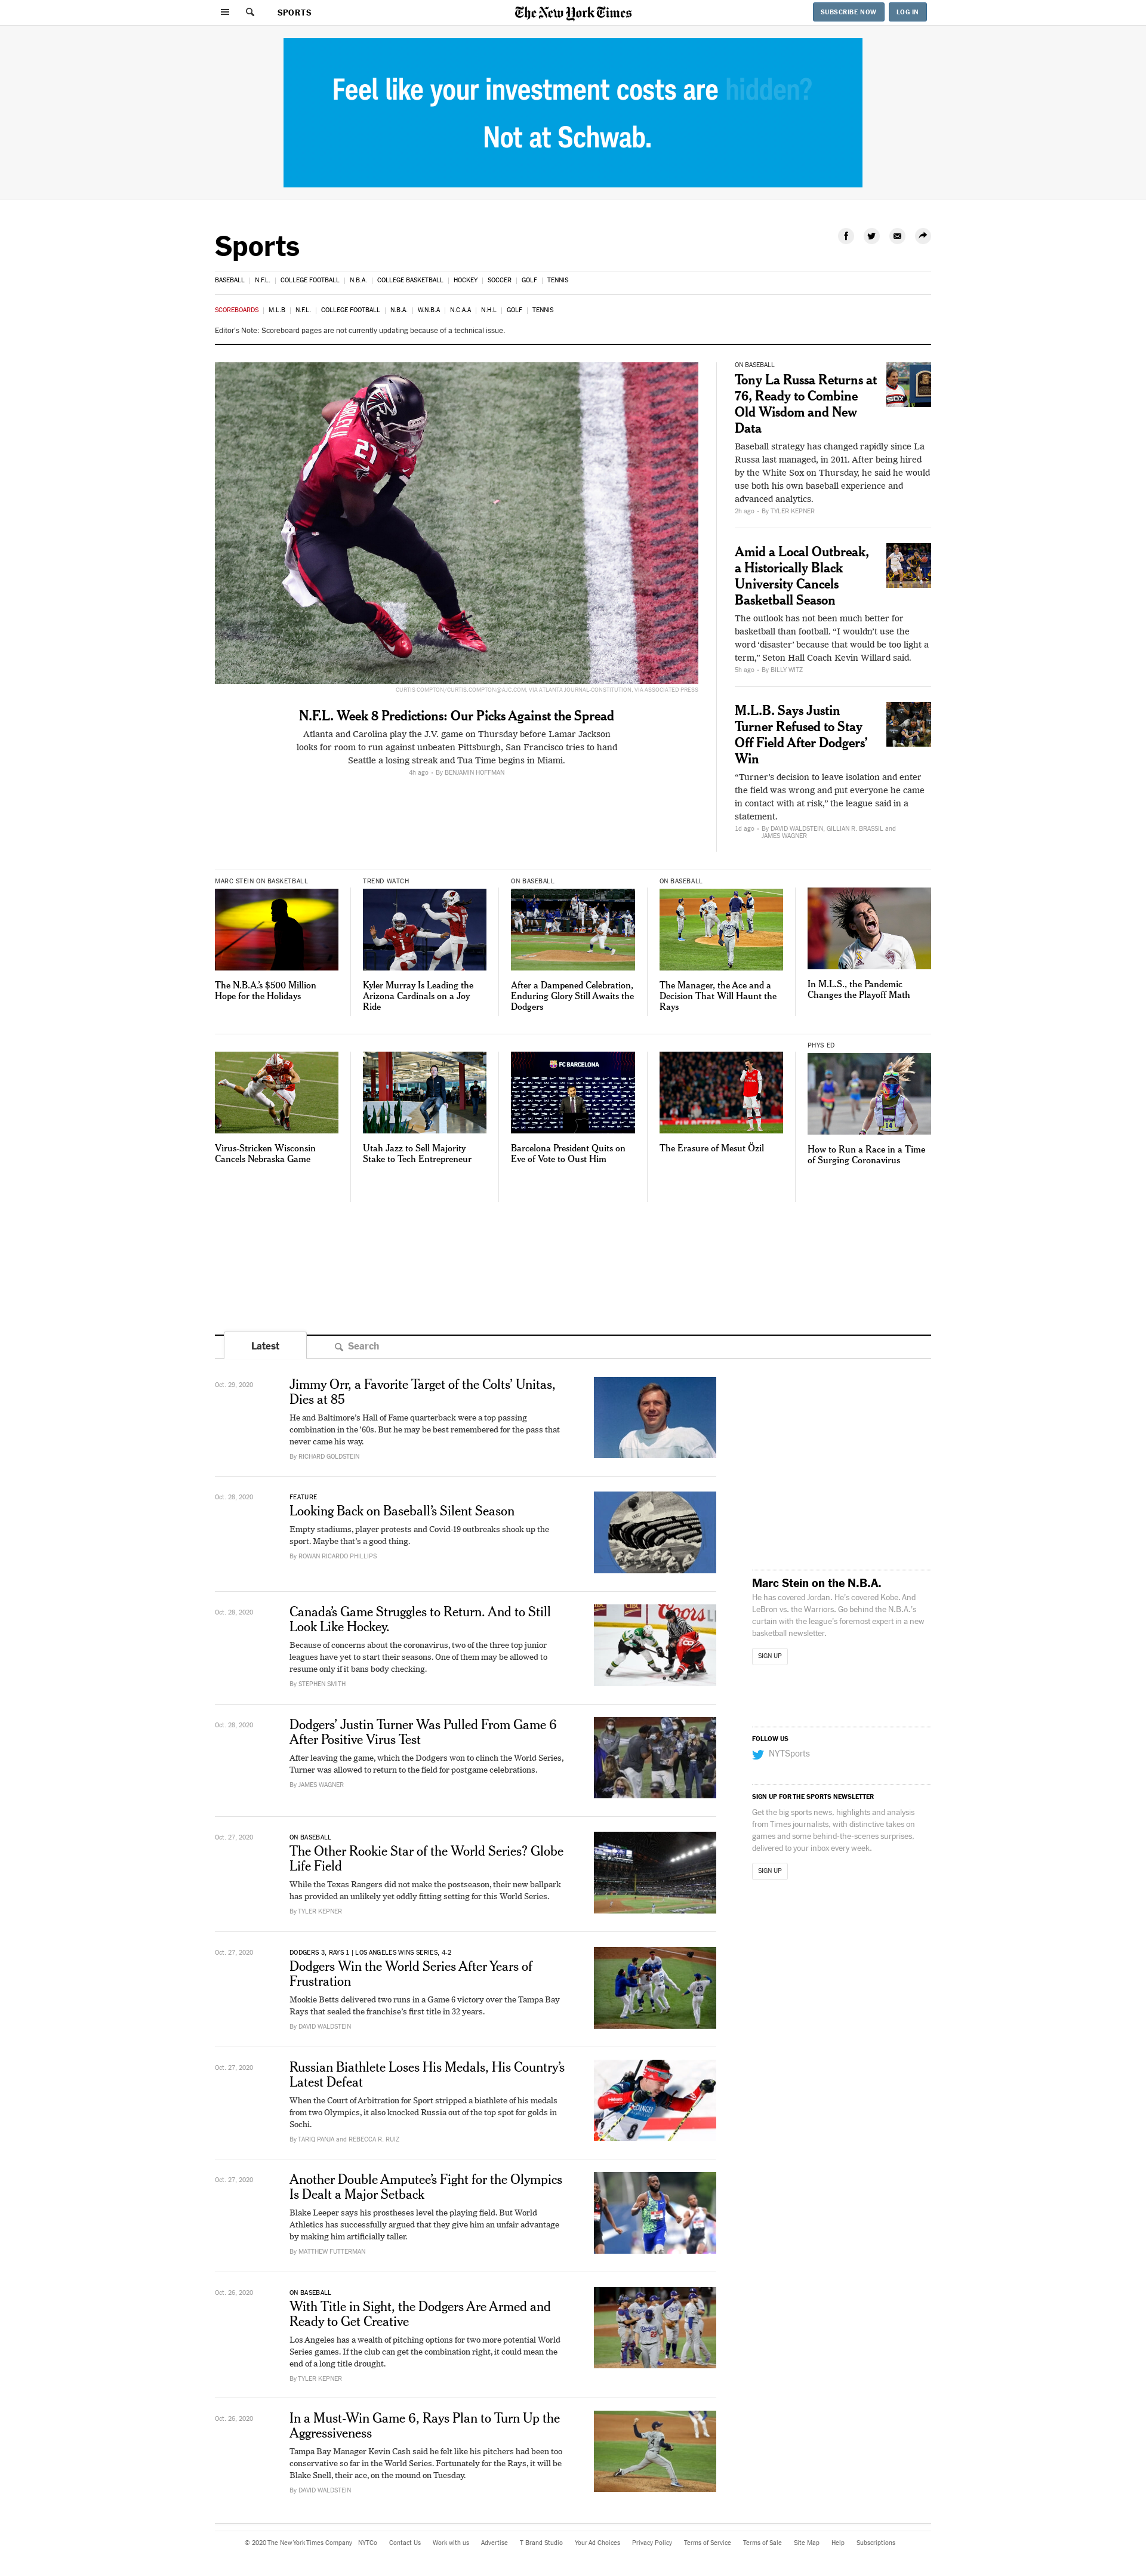 SPORTS
The New York Times
SUBSCRIBE NOW
LOG IN
Feel like your investment costs are hidden?
Not at Schwab.
Sports
BASEBALL | N.F.L. | COLLEGE FOOTBALL | N.B.A. | COLLEGE BASKETBALL | HOCKEY | SOCCER | GOLF | TENNIS
SCOREBOARDS | M.L.B | N.F.L. | COLLEGE FOOTBALL | N.B.A. | W.N.B.A | N.C.A.A | N.H.L | GOLF | TENNIS
Editor's Note: Scoreboard pages are not currently updating because of a technical issue.
21
CURTIS COMPTON/CURTIS.COMPTON@AJC.COM, VIA ATLANTA JOURNAL-CONSTITUTION, VIA ASSOCIATED PRESS
N.F.L. Week 8 Predictions: Our Picks Against the Spread
Atlanta and Carolina play the J.V. game on Thursday before Lamar Jackson
looks for room to run against unbeaten Pittsburgh, San Francisco tries to hand
Seattle a losing streak and Tua Time begins in Miami.
4h ago - By BENJAMIN HOFFMAN
ON BASEBALL
Tony La Russa Returns at
76, Ready to Combine
Old Wisdom and New
Data
Baseball strategy has changed rapidly since La
Russa last managed, in 2011. After being hired
by the White Sox on Thursday, he said he would
use both his own baseball experience and
advanced analytics.
2h ago - By TYLER KEPNER
Amid a Local Outbreak,
a Historically Black
University Cancels
Basketball Season
The outlook has not been much better for
basketball than football. “I wouldn’t use the
word ‘disaster’ because that would be too light a
term,” Seton Hall Coach Kevin Willard said.
5h ago - By BILLY WITZ
M.L.B. Says Justin
Turner Refused to Stay
Off Field After Dodgers’
Win
“Turner’s decision to leave isolation and enter
the field was wrong and put everyone he came
in contact with at risk,” the league said in a
statement.
1d ago - By DAVID WALDSTEIN, GILLIAN R. BRASSIL and
JAMES WAGNER
MARC STEIN ON BASKETBALL
The N.B.A.’s $500 Million
Hope for the Holidays
TREND WATCH
Kyler Murray Is Leading the
Arizona Cardinals on a Joy
Ride
ON BASEBALL
After a Dampened Celebration,
Enduring Glory Still Awaits the
Dodgers
ON BASEBALL
The Manager, the Ace and a
Decision That Will Haunt the
Rays
In M.L.S., the Pandemic
Changes the Playoff Math
Virus-Stricken Wisconsin
Cancels Nebraska Game
Utah Jazz to Sell Majority
Stake to Tech Entrepreneur
FC BARCELONA
Barcelona President Quits on
Eve of Vote to Oust Him
The Erasure of Mesut Özil
PHYS ED
How to Run a Race in a Time
of Surging Coronavirus
Latest
Search
Oct. 29, 2020
Jimmy Orr, a Favorite Target of the Colts’ Unitas,
Dies at 85
He and Baltimore’s Hall of Fame quarterback were a top passing
combination in the ’60s. But he may be best remembered for the pass that
never came his way.
By RICHARD GOLDSTEIN
Oct. 28, 2020
FEATURE
Looking Back on Baseball’s Silent Season
Empty stadiums, player protests and Covid-19 outbreaks shook up the
sport. Maybe that’s a good thing.
By ROWAN RICARDO PHILLIPS
Oct. 28, 2020
Canada’s Game Struggles to Return. And to Still
Look Like Hockey.
Because of concerns about the coronavirus, two of the three top junior
leagues have yet to start their seasons. One of them may be allowed to
resume only if it bans body checking.
By STEPHEN SMITH
Coors
Oct. 28, 2020
Dodgers’ Justin Turner Was Pulled From Game 6
After Positive Virus Test
After leaving the game, which the Dodgers won to clinch the World Series,
Turner was allowed to return to the field for postgame celebrations.
By JAMES WAGNER
Oct. 27, 2020
ON BASEBALL
The Other Rookie Star of the World Series? Globe
Life Field
While the Texas Rangers did not make the postseason, their new ballpark
has provided an unlikely yet oddly fitting setting for this World Series.
By TYLER KEPNER
Oct. 27, 2020
DODGERS 3, RAYS 1 | LOS ANGELES WINS SERIES, 4-2
Dodgers Win the World Series After Years of
Frustration
Mookie Betts delivered two runs in a Game 6 victory over the Tampa Bay
Rays that sealed the franchise’s first title in 32 years.
By DAVID WALDSTEIN
Oct. 27, 2020
Russian Biathlete Loses His Medals, His Country’s
Latest Defeat
When the Court of Arbitration for Sport stripped a biathlete of his medals
from two Olympics, it also knocked Russia out of the top spot for golds in
Sochi.
By TARIQ PANJA and REBECCA R. RUIZ
8
Oct. 27, 2020
Another Double Amputee’s Fight for the Olympics
Is Dealt a Major Setback
Blake Leeper says his prostheses level the playing field. But World
Athletics has successfully argued that they give him an unfair advantage
by making him artificially taller.
By MATTHEW FUTTERMAN
Oct. 26, 2020
ON BASEBALL
With Title in Sight, the Dodgers Are Armed and
Ready to Get Creative
Los Angeles has a wealth of pitching options for two more potential World
Series games. If the club can get the combination right, it could mean the
end of a long title drought.
By TYLER KEPNER
Oct. 26, 2020
In a Must-Win Game 6, Rays Plan to Turn Up the
Aggressiveness
Tampa Bay Manager Kevin Cash said he felt like his pitchers had been too
conservative so far in the World Series. Fortunately for the Rays, it will be
Blake Snell, their ace, on the mound on Tuesday.
By DAVID WALDSTEIN
Marc Stein on the N.B.A.
He has covered Jordan. He’s covered Kobe. And
LeBron vs. the Warriors. Go behind the N.B.A.’s
curtain with the league’s foremost expert in a new
basketball newsletter.
SIGN UP
FOLLOW US
NYTSports
SIGN UP FOR THE SPORTS NEWSLETTER
Get the big sports news, highlights and analysis
from Times journalists, with distinctive takes on
games and some behind-the-scenes surprises,
delivered to your inbox every week.
SIGN UP
© 2020 The New York Times Company NYTCo Contact Us Work with us Advertise T Brand Studio Your Ad Choices Privacy Policy Terms of Service Terms of Sale Site Map Help Subscriptions